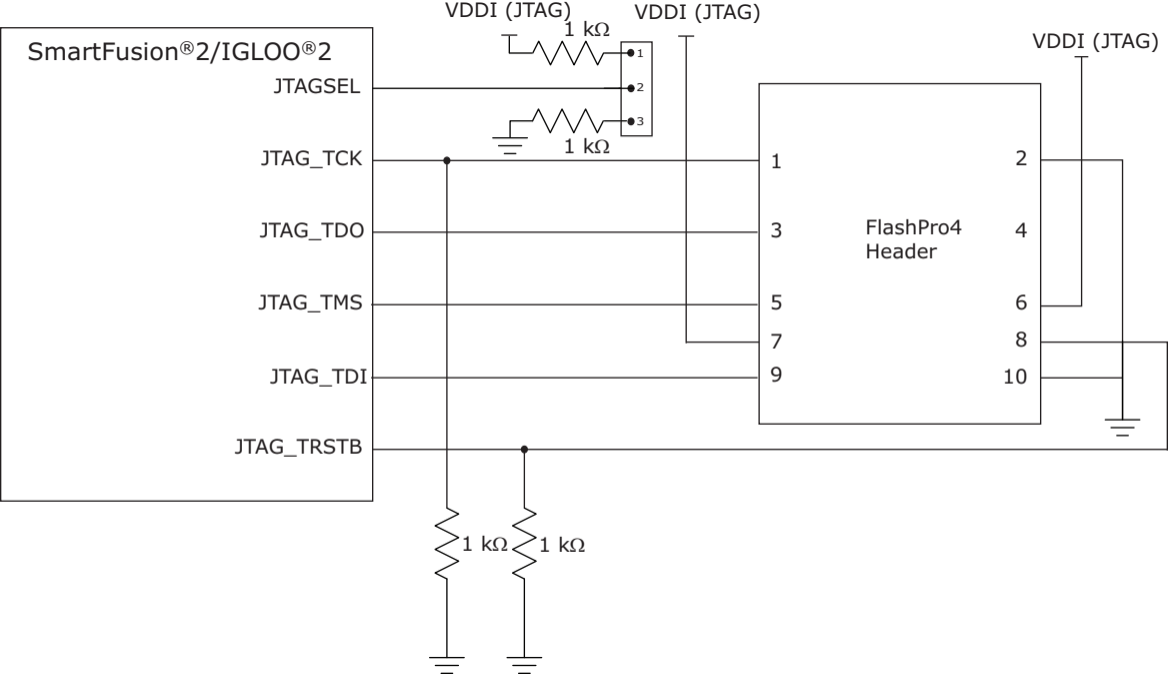 VDDI (JTAG)
VDDI (JTAG)
1 kΩ
VDDI (JTAG)
SmartFusion®2/IGLOO®2
1
JTAGSEL
2
3
1 kΩ
JTAG_TCK
1
2
JTAG_TDO
3
FlashPro4
Header
4
JTAG_TMS
5
6
7
8
JTAG_TDI
9
10
JTAG_TRSTB
1 kΩ
1 kΩ